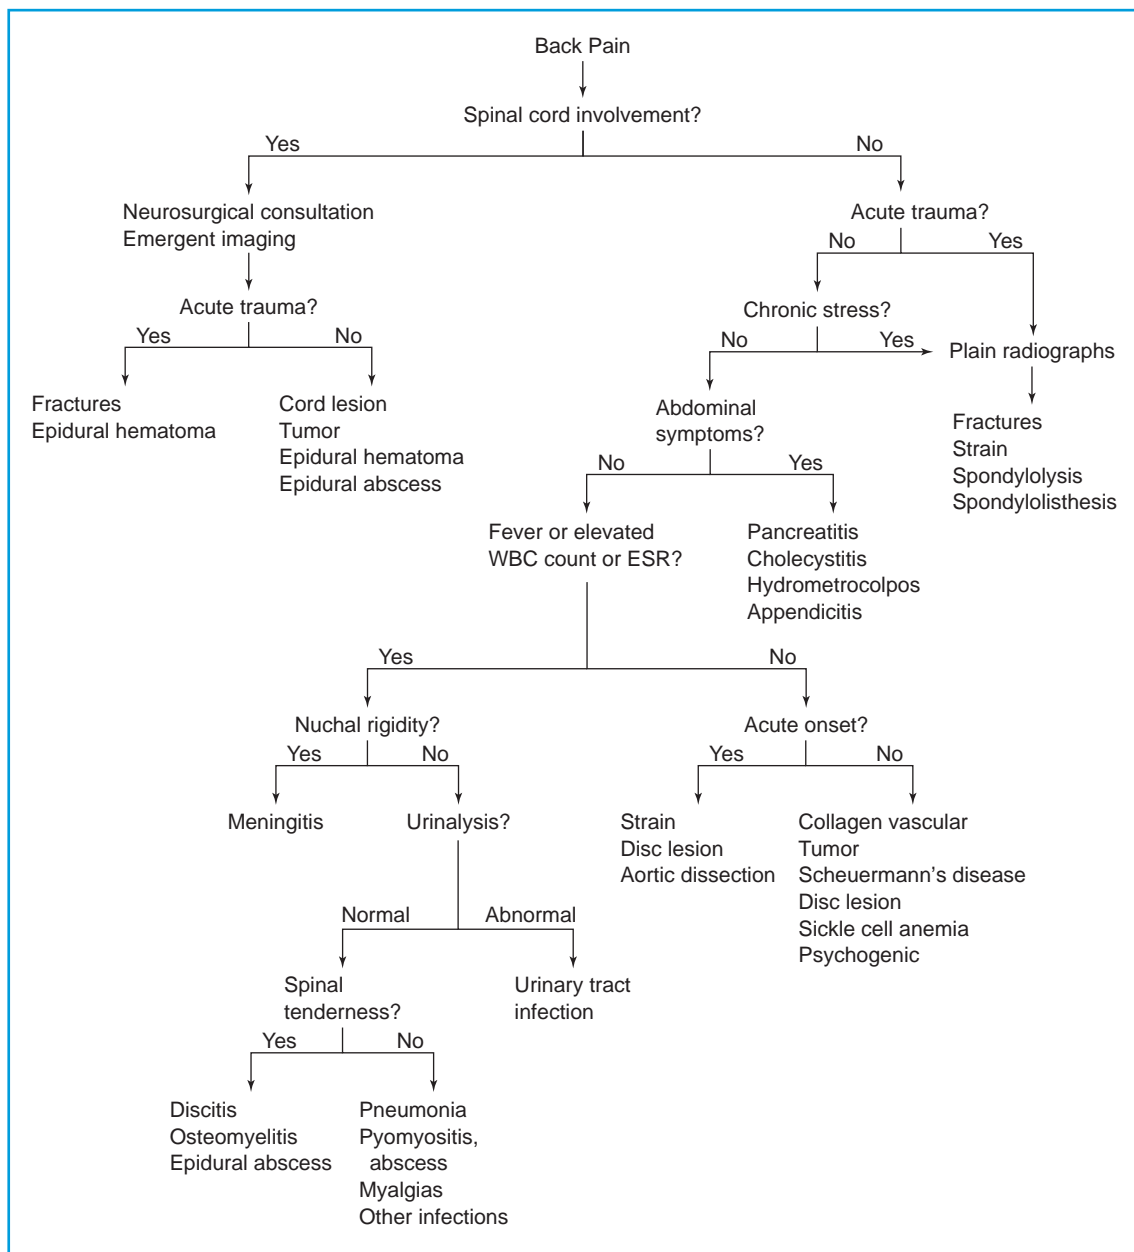 Back Pain
Spinal cord involvement?
Yes
No
Neurosurgical consultation
Emergent imaging
Acute trauma?
Yes
No
Fractures
Epidural hematoma
Cord lesion
Tumor
Epidural hematoma
Epidural abscess
Acute trauma?
No
Yes
Chronic stress?
No
Yes
Plain radiographs
Fractures
Strain
Spondylolysis
Spondylolisthesis
Abdominal
symptoms?
No
Yes
Pancreatitis
Cholecystitis
Hydrometrocolpos
Appendicitis
Fever or elevated
WBC count or ESR?
Yes
No
Nuchal rigidity?
Yes
No
Meningitis
Urinalysis?
Normal
Abnormal
Spinal
tenderness?
Urinary tract
infection
Yes
No
Discitis
Osteomyelitis
Epidural abscess
Pneumonia
Pyomyositis,
abscess
Myalgias
Other infections
Acute onset?
Yes
No
Strain
Disc lesion
Aortic dissection
Collagen vascular
Tumor
Scheuermann's disease
Disc lesion
Sickle cell anemia
Psychogenic